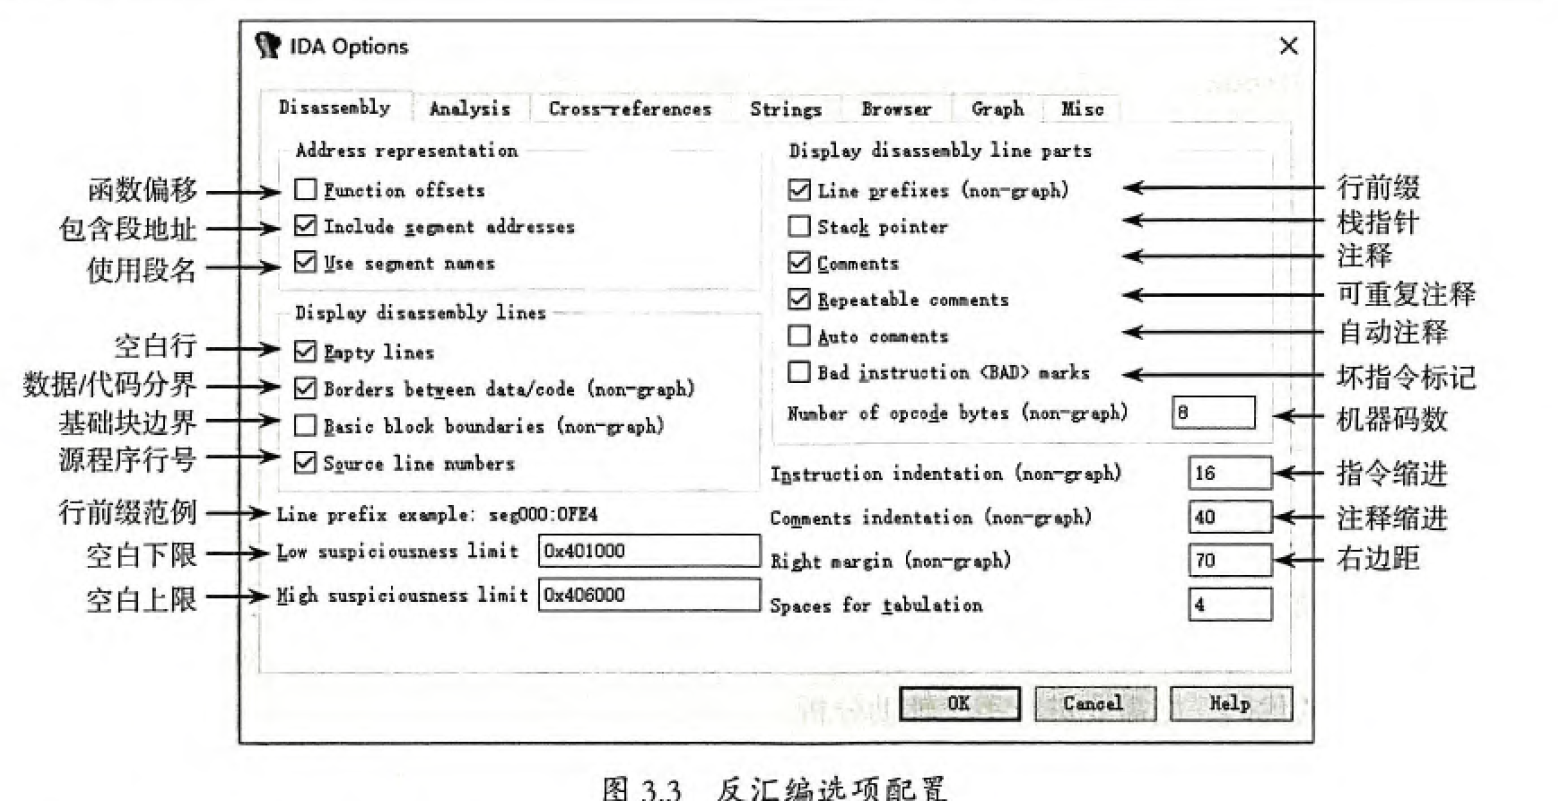 IDA Options
Disassembly Analysis Cross-references Strings Browser Graph Misc
Address representation
函数偏移 Function offsets
包含段地址 Include segment addresses
使用段名 Use segment names
Display disassembly lines
空白行 Empty lines
数据/代码分界 Borders between data/code (non-graph)
基础块边界 Basic block boundaries (non-graph)
源程序行号 Source line numbers
行前缀范例 Line prefix example: seg000:0FE4
空白下限 Low suspiciousness limit 0x401000
空白上限 High suspiciousness limit 0x406000
Display disassembly line parts
Line prefixes (non-graph) 行前缀
Stack pointer 栈指针
Comments 注释
Repeatable comments 可重复注释
Auto comments 自动注释
Bad instruction <BAD> marks 坏指令标记
Number of opcode bytes (non-graph) 8 机器码数
Instruction indentation (non-graph) 16 指令缩进
Comments indentation (non-graph) 40 注释缩进
Right margin (non-graph) 70 右边距
Spaces for tabulation 4
OK Cancel Help
图 3.3 反汇编选项配置